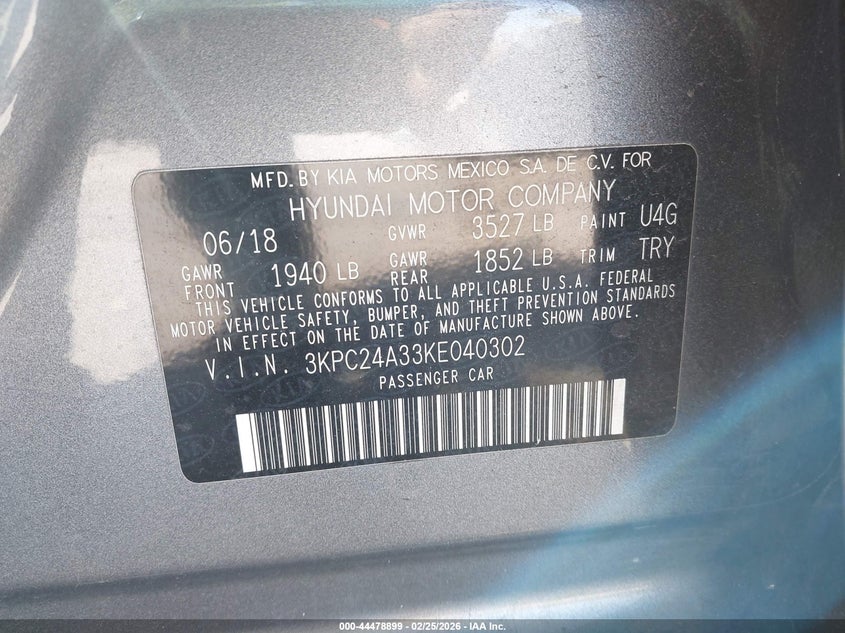 MFD. BY KIA MOTORS MEXICO S.A. DE C.V. FOR
HYUNDAI MOTOR COMPANY
06/18 GVWR 3527 LB PAINT U4G
GAWR FRONT 1940 LB GAWR REAR 1852 LB TRIM TRY
THIS VEHICLE CONFORMS TO ALL APPLICABLE U.S.A. FEDERAL
MOTOR VEHICLE SAFETY, BUMPER, AND THEFT PREVENTION STANDARDS
IN EFFECT ON THE DATE OF MANUFACTURE SHOWN ABOVE.
V.I.N. 3KPC24A33KE040302
PASSENGER CAR
000-44478899 - 02/25/2026 - IAA Inc.